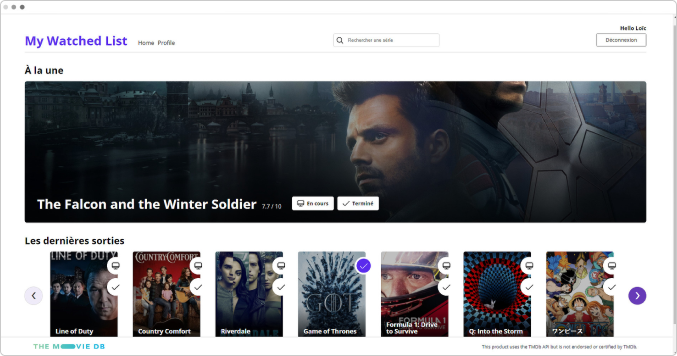 Hello Loïc
My Watched List
Home
Profile
Rechercher une série
Déconnexion
À la une
The Falcon and the Winter Soldier
7.7 / 10
En cours
Terminé
Les dernières sorties
LINE OF DUTY
COUNTRY COMFORT
RIVERDALE
GOT
FORMULA 1
Line of Duty
Country Comfort
Riverdale
Game of Thrones
Formula 1: Drive
to Survive
Q: Into the Storm
ワンピース
THE MOVIE DB
This product uses the TMDb API but is not endorsed or certified by TMDb.